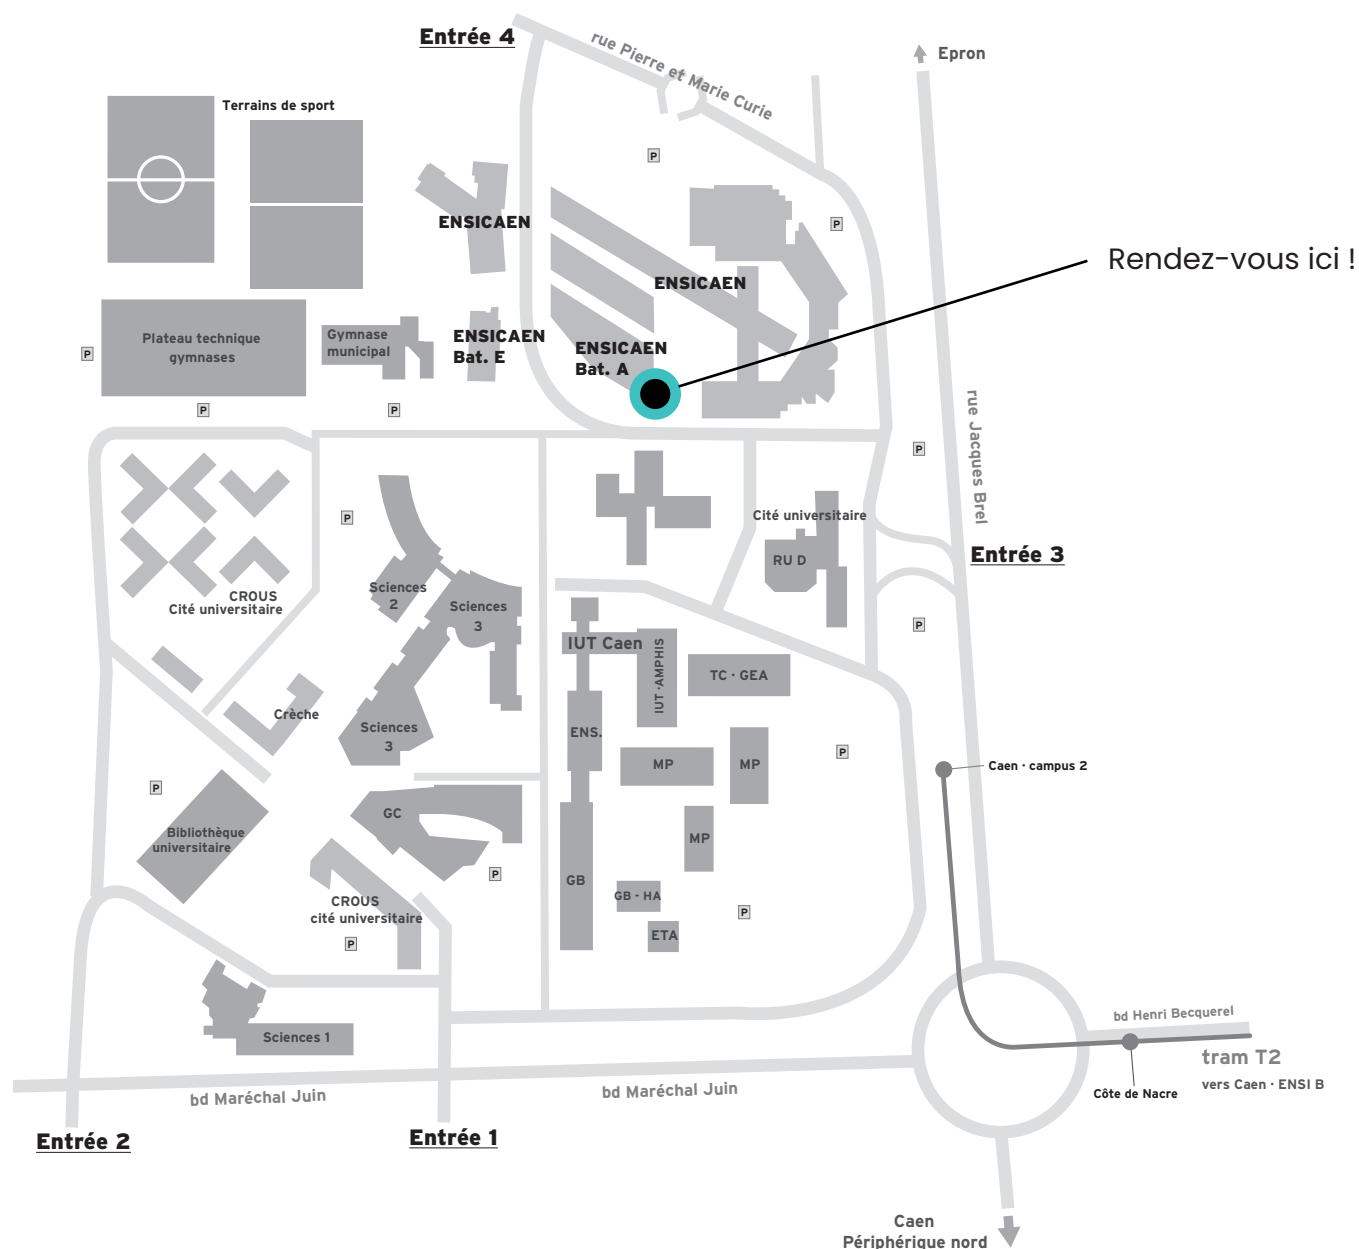 Entrée 4
rue Pierre et Marie Curie
Epron
Terrains de sport
P
P
ENSICAEN
Rendez-vous ici !
ENSICAEN
Plateau technique
gymnases
Gymnase
municipal
ENSICAEN
Bat. E
ENSICAEN
Bat. A
P
P
P
rue Jacques Brel
P
P
Cité universitaire
RU D
Entrée 3
CROUS
Cité universitaire
Sciences
2
Sciences
3
P
IUT Caen
IUT · AMPHIS
TC · GEA
Crèche
Sciences
3
ENS.
MP
MP
P
Caen · campus 2
P
Bibliothèque
universitaire
GC
MP
P
GB
GB - HA
ETA
P
CROUS
cité universitaire
P
Sciences 1
bd Henri Becquerel
tram T2
vers Caen · ENSI B
Côte de Nacre
bd Maréchal Juin
bd Maréchal Juin
Entrée 2
Entrée 1
Caen
Périphérique nord